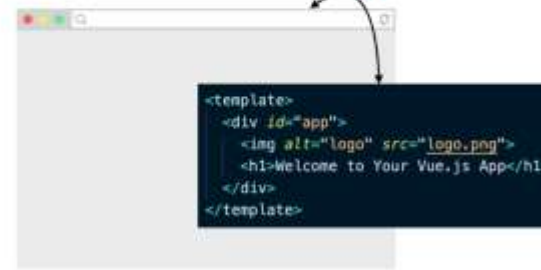 <template>
<div id="app">
<img alt="logo" src="logo.png">
<h1>Welcome to Your Vue.js App</h1
</div>
</template>